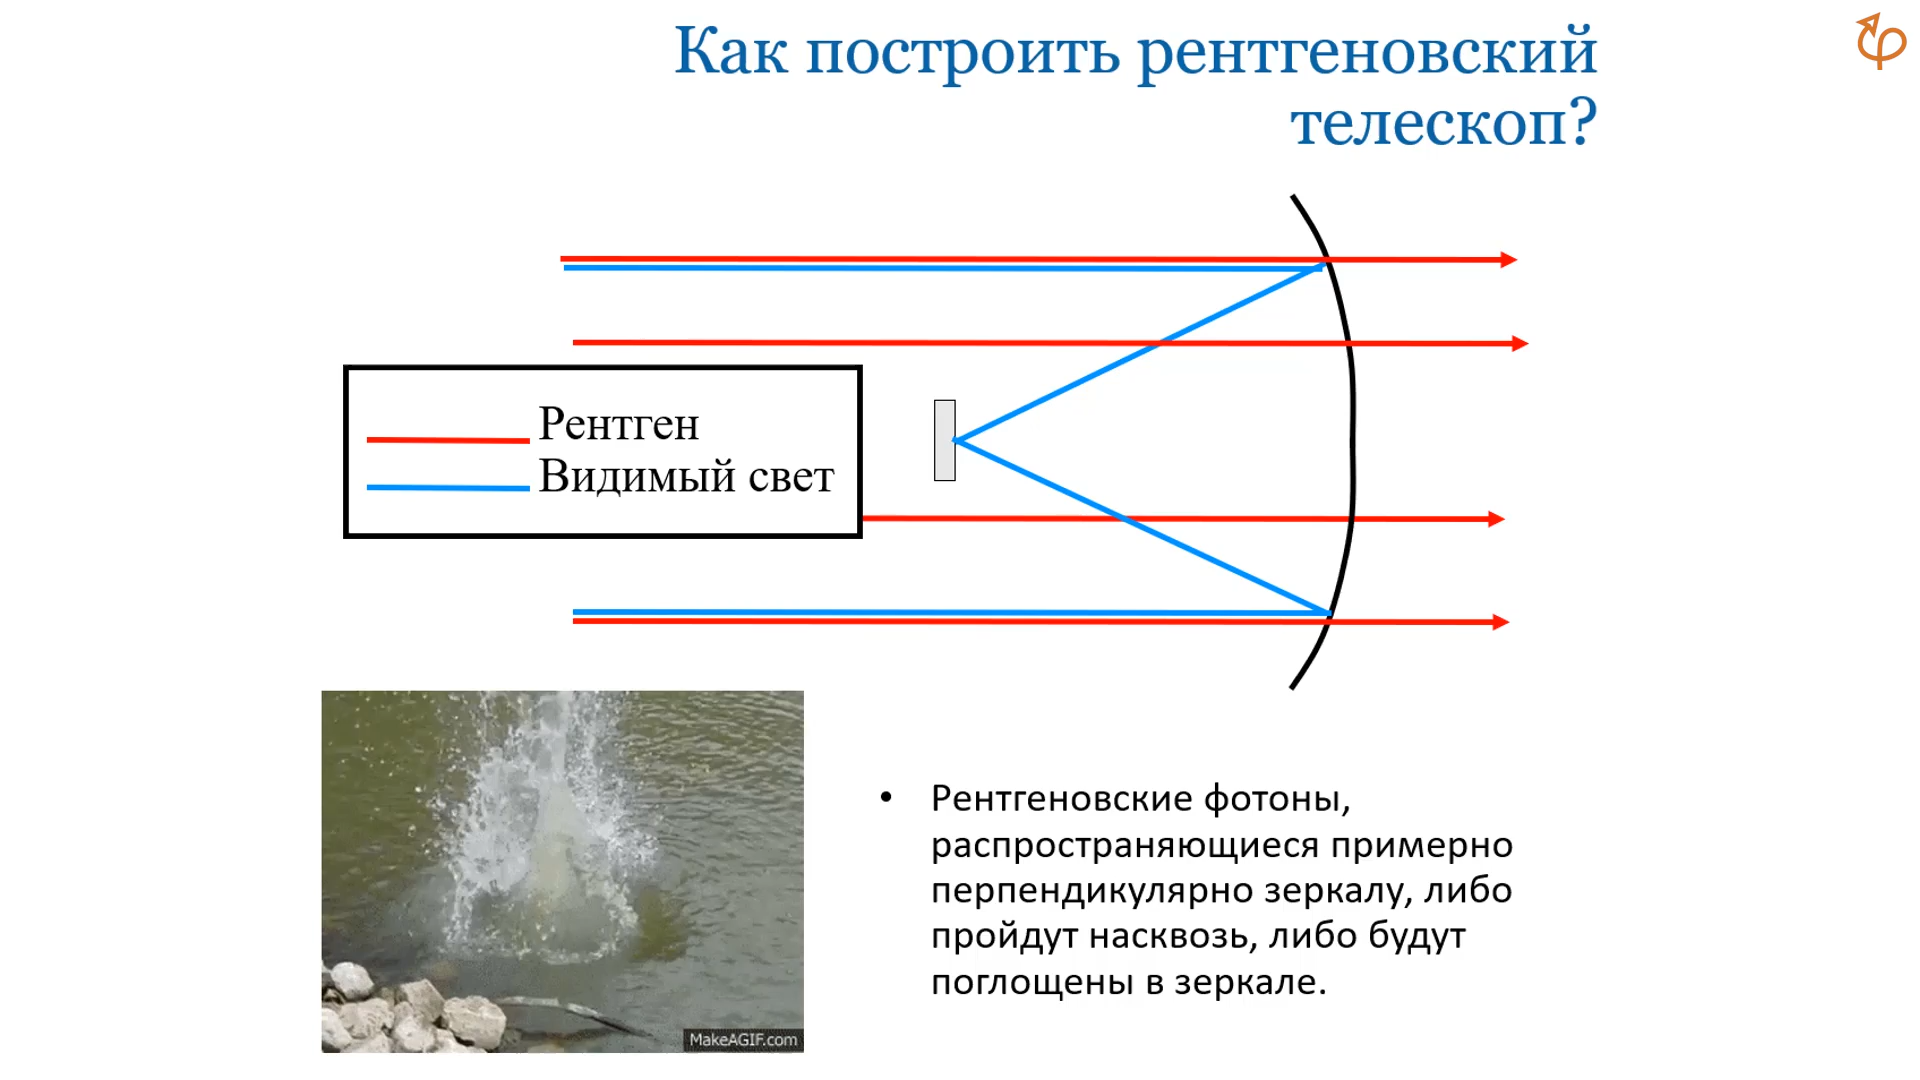 Как построить рентгеновский
телескоп?
Рентген
Видимый свет
• Рентгеновские фотоны,
распространяющиеся примерно
перпендикулярно зеркалу, либо
пройдут насквозь, либо будут
поглощены в зеркале.
MakeAGIF.com